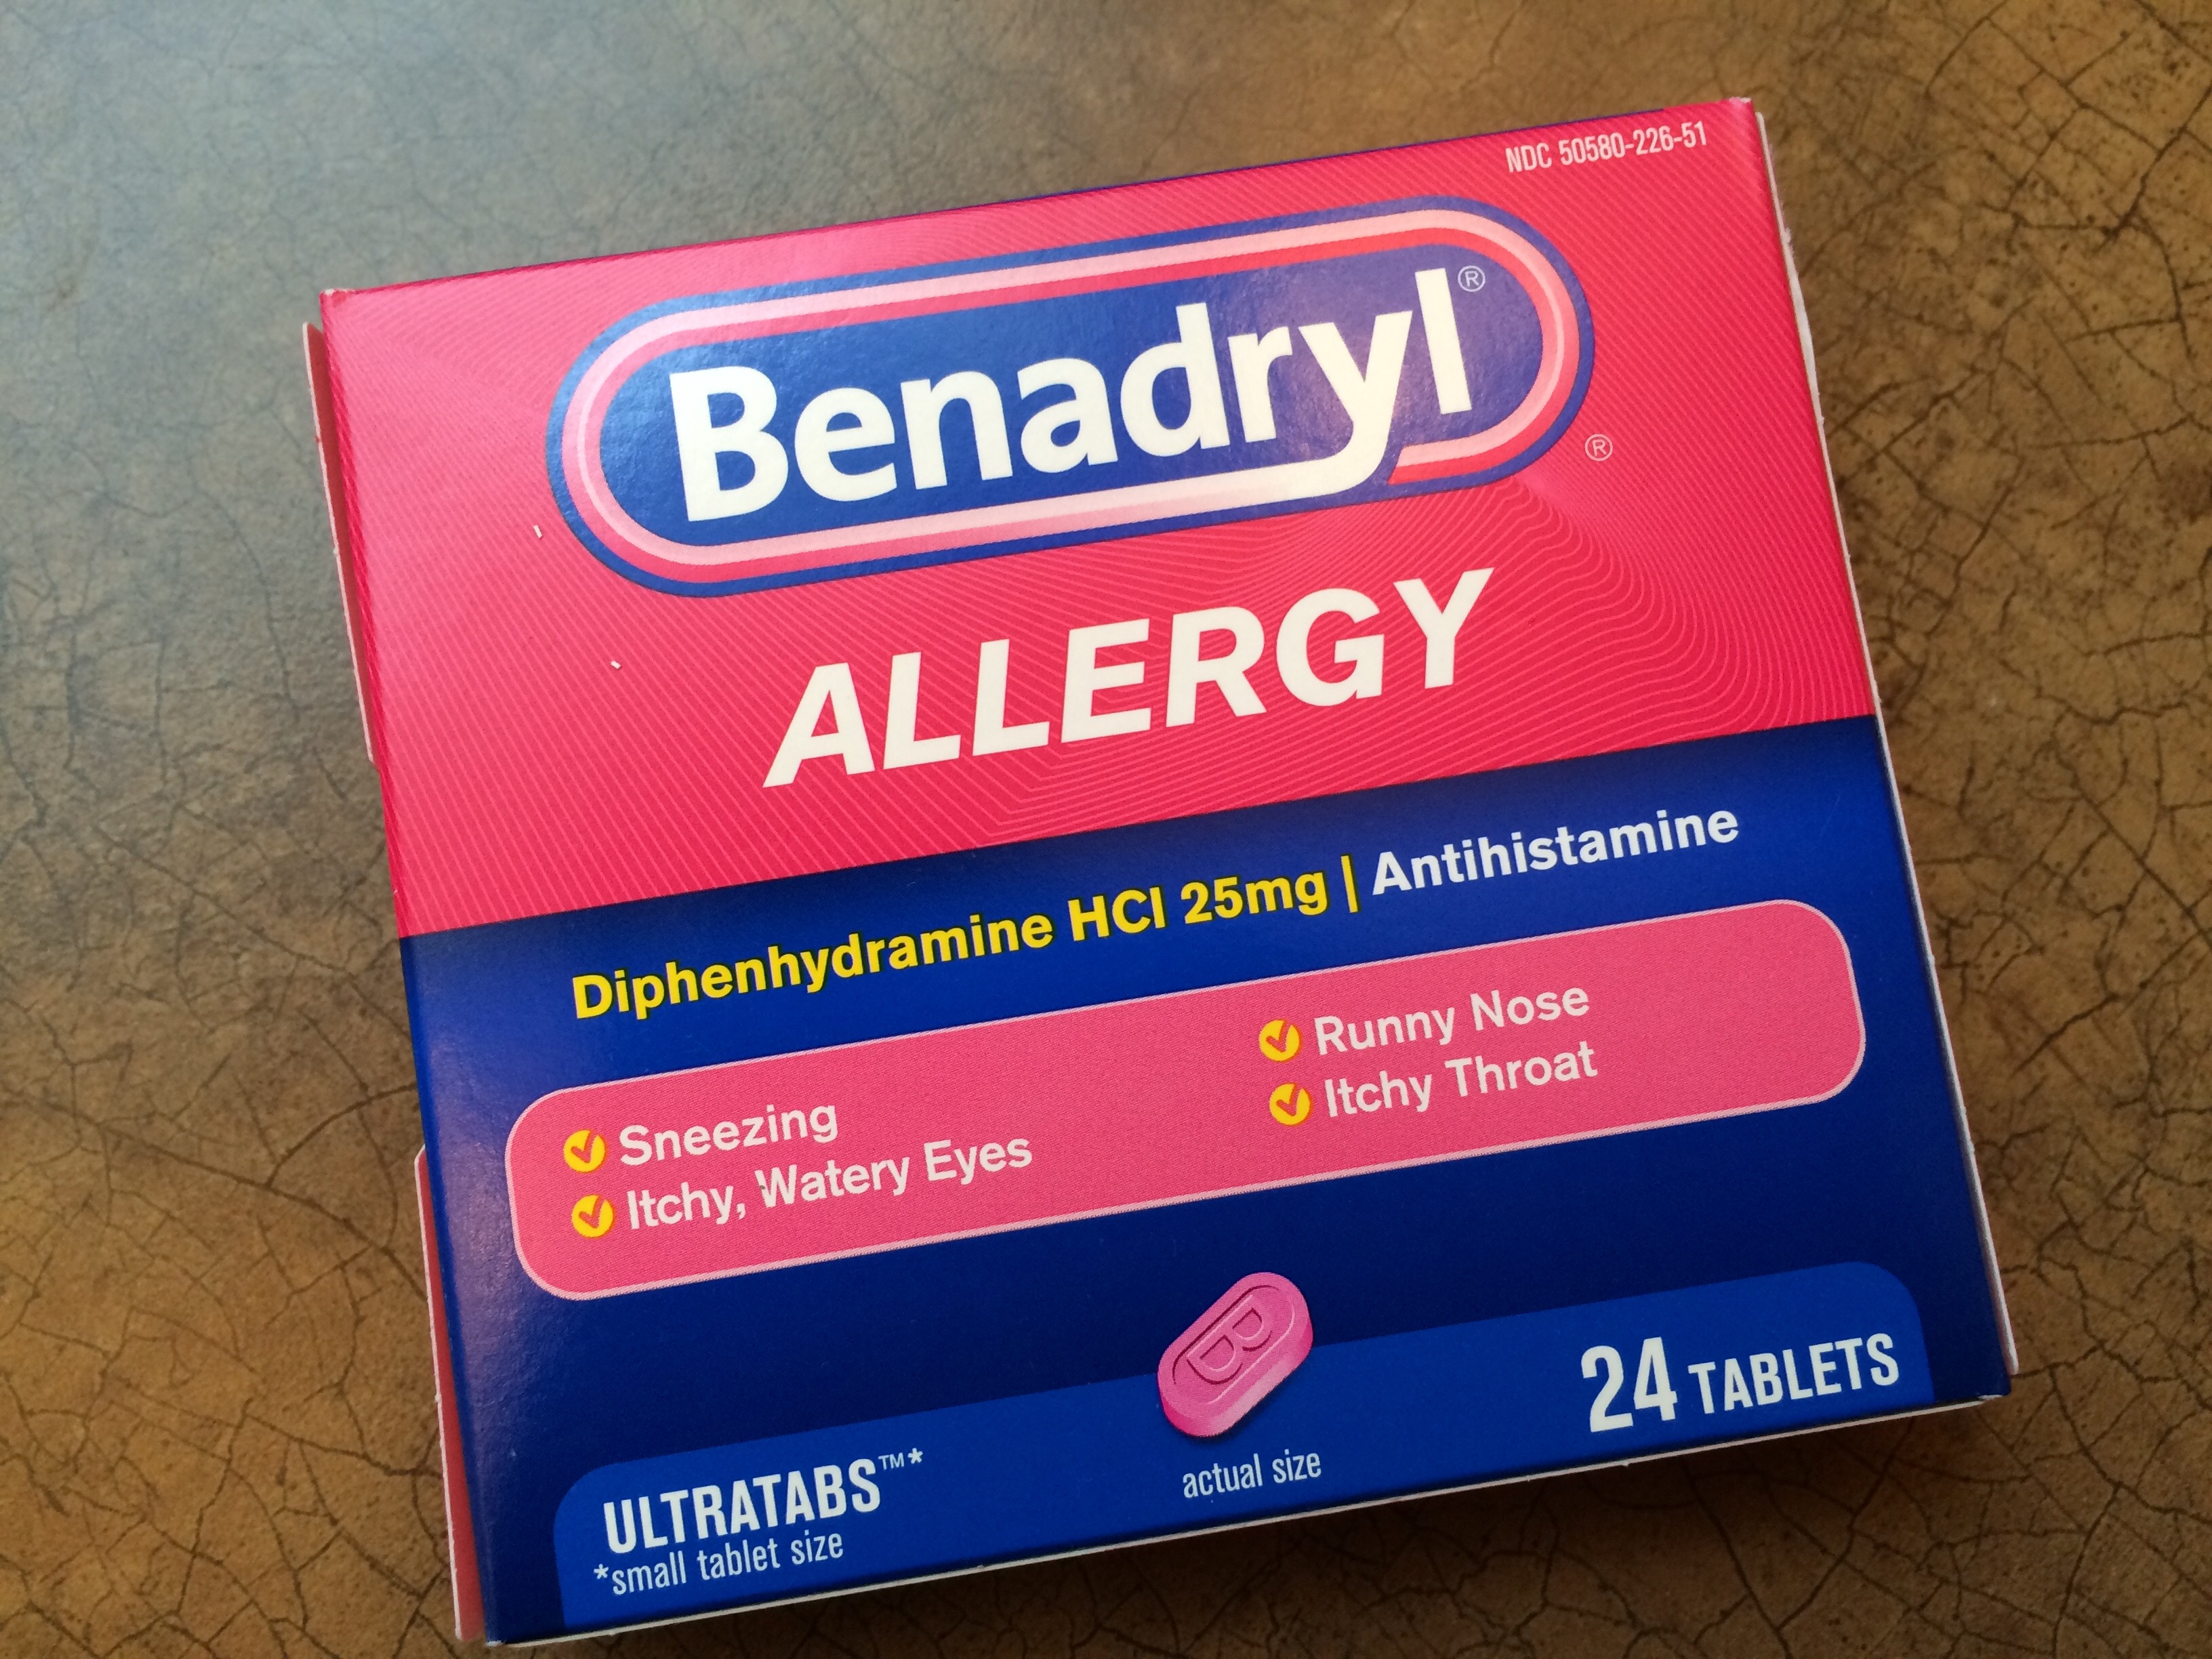 NDC 50580-226-51
Benadryl®
®
ALLERGY
Diphenhydramine HCl 25mg | Antihistamine
Sneezing
Itchy, Watery Eyes
Runny Nose
Itchy Throat
BD
ULTRATABS™*
*small tablet size
actual size
24 TABLETS